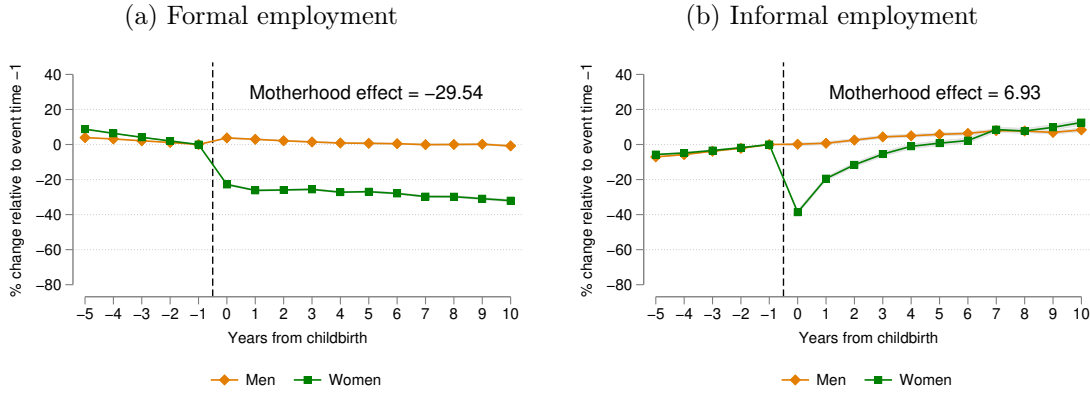 (a) Formal employment
Motherhood effect = −29.54
% change relative to event time −1
40
20
0
−20
−40
−60
−80
−5 −4 −3 −2 −1 0 1 2 3 4 5 6 7 8 9 10
Years from childbirth
Men Women
(b) Informal employment
Motherhood effect = 6.93
% change relative to event time −1
40
20
0
−20
−40
−60
−80
−5 −4 −3 −2 −1 0 1 2 3 4 5 6 7 8 9 10
Years from childbirth
Men Women